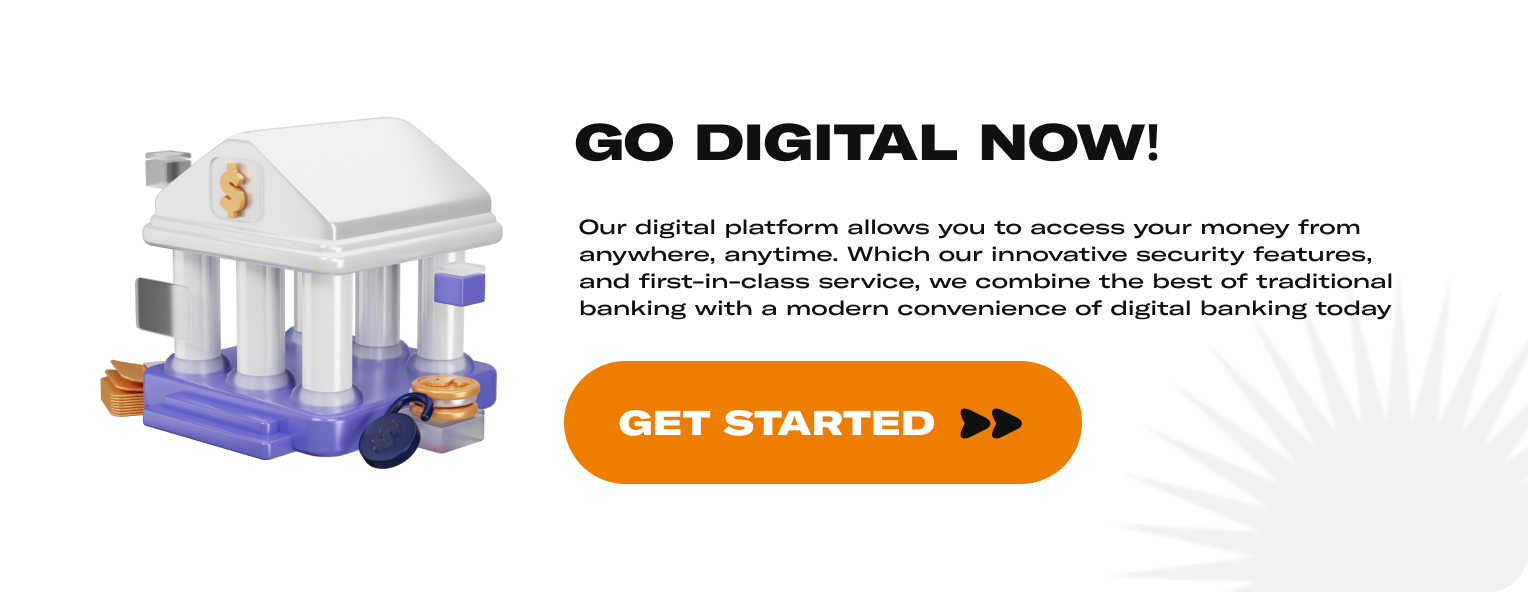 GO DIGITAL NOW!
Our digital platform allows you to access your money from
anywhere, anytime. Which our innovative security features,
and first-in-class service, we combine the best of traditional
banking with a modern convenience of digital banking today
GET STARTED
$